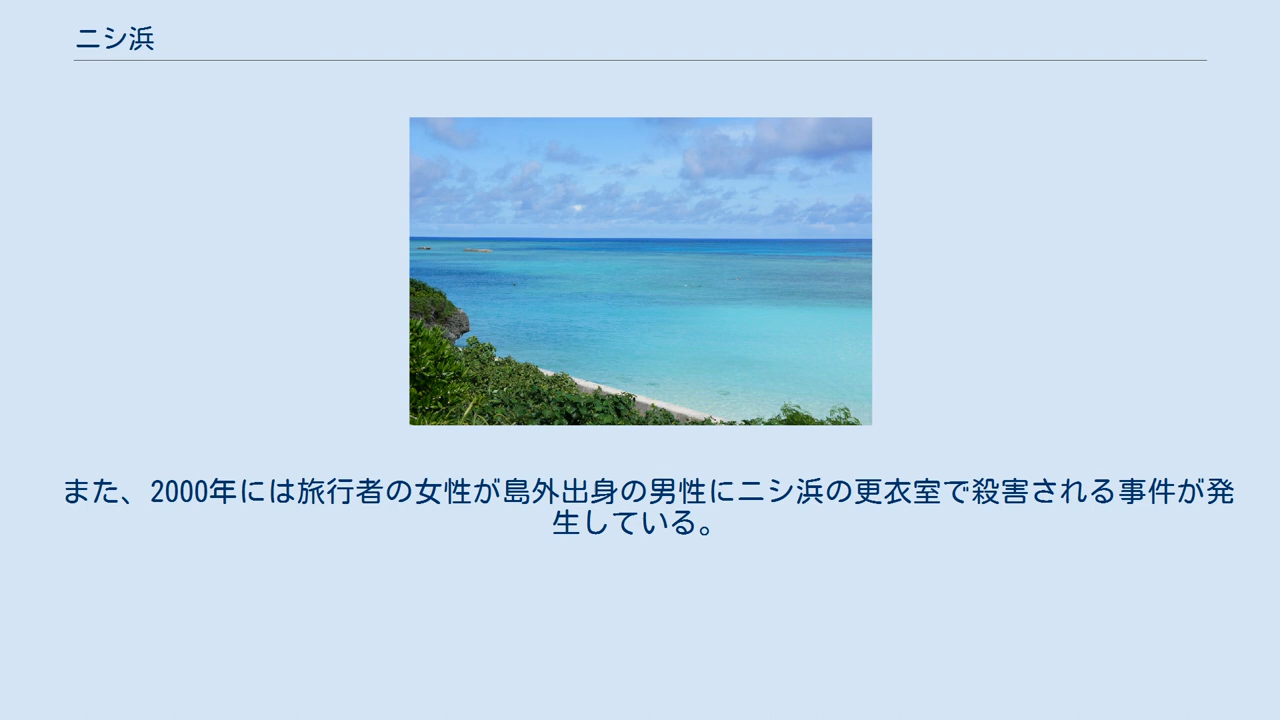 ニシ浜
また、2000年には旅行者の女性が島外出身の男性にニシ浜の更衣室で殺害される事件が発
生している。